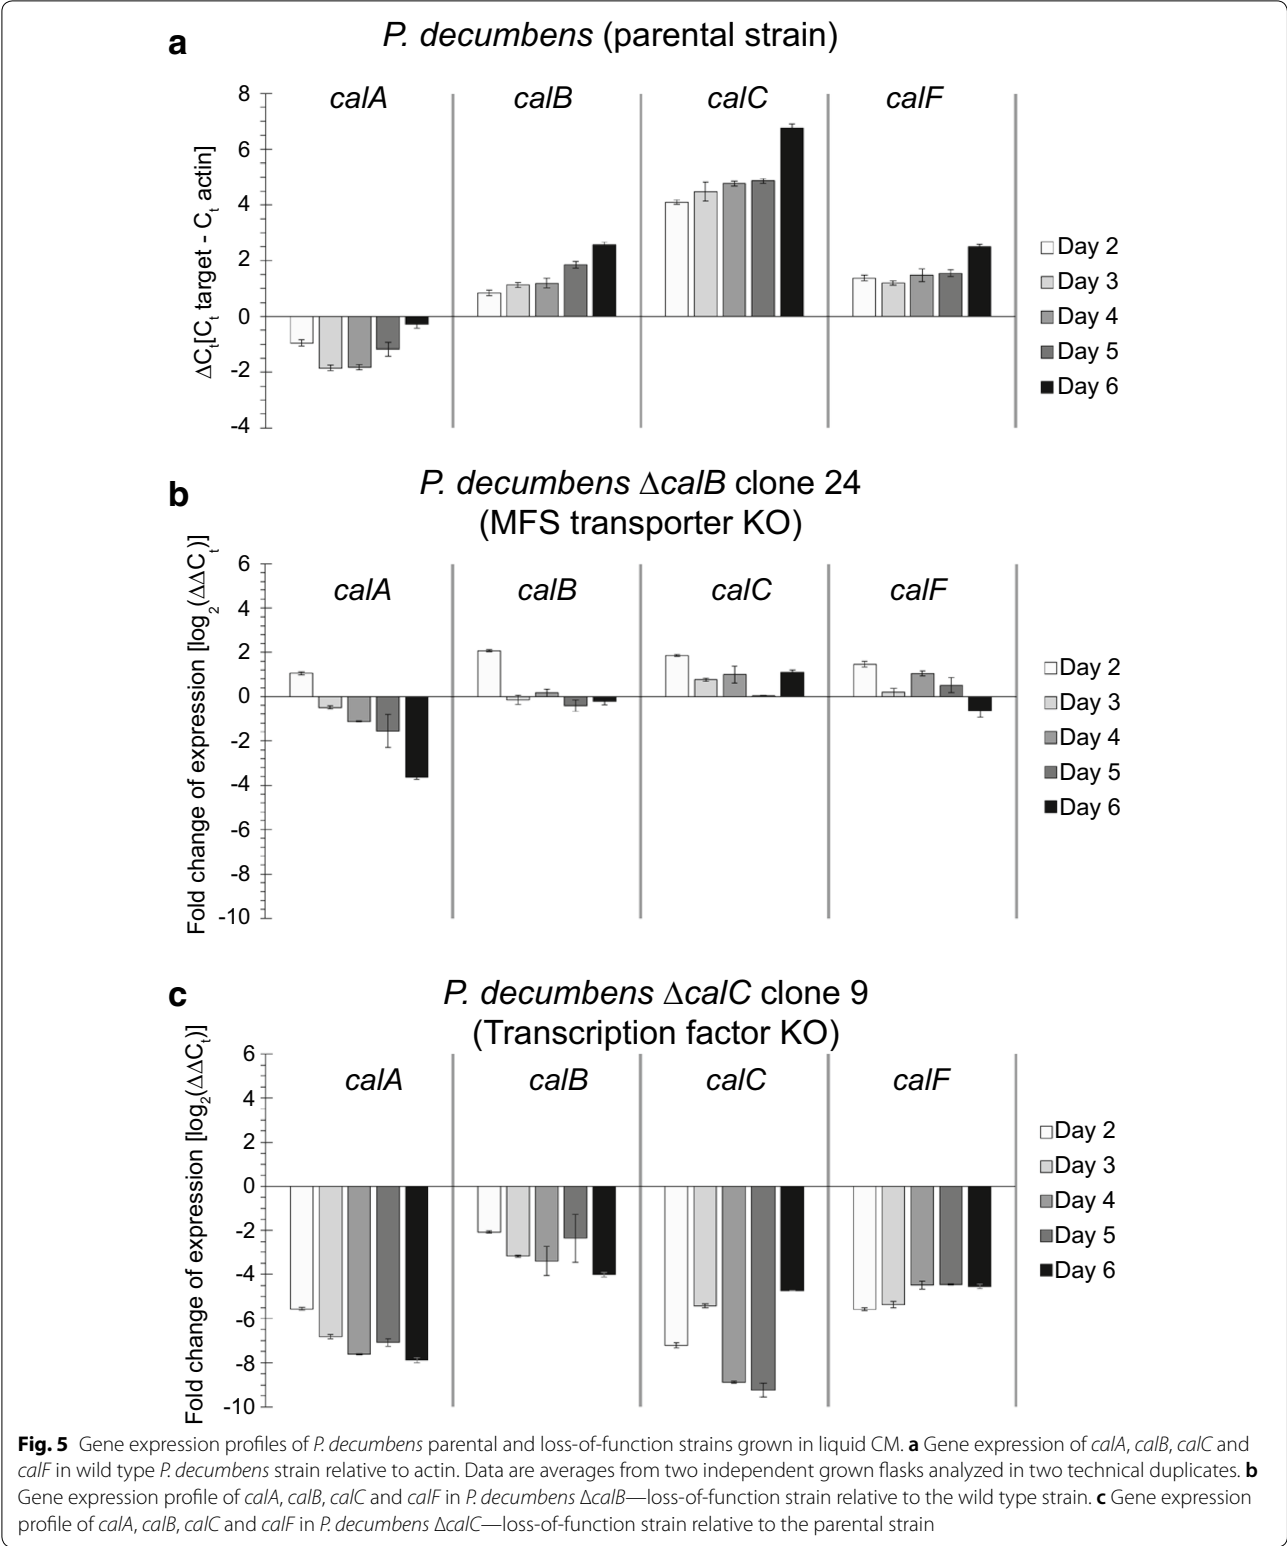 a
P. decumbens (parental strain)
calA calB calC calF
8
6
4
2
0
-2
-4
ΔCt[Ct target - Ct actin]
Day 2
Day 3
Day 4
Day 5
Day 6
b
P. decumbens ΔcalB clone 24
(MFS transporter KO)
calA calB calC calF
6
4
2
0
-2
-4
-6
-8
-10
Fold change of expression [log2(ΔΔCt)]
Day 2
Day 3
Day 4
Day 5
Day 6
c
P. decumbens ΔcalC clone 9
(Transcription factor KO)
calA calB calC calF
6
4
2
0
-2
-4
-6
-8
-10
Fold change of expression [log2(ΔΔCt)]
Day 2
Day 3
Day 4
Day 5
Day 6
Fig. 5 Gene expression profiles of P. decumbens parental and loss-of-function strains grown in liquid CM. a Gene expression of calA, calB, calC and
calF in wild type P. decumbens strain relative to actin. Data are averages from two independent grown flasks analyzed in two technical duplicates. b
Gene expression profile of calA, calB, calC and calF in P. decumbens ΔcalB—loss-of-function strain relative to the wild type strain. c Gene expression
profile of calA, calB, calC and calF in P. decumbens ΔcalC—loss-of-function strain relative to the parental strain